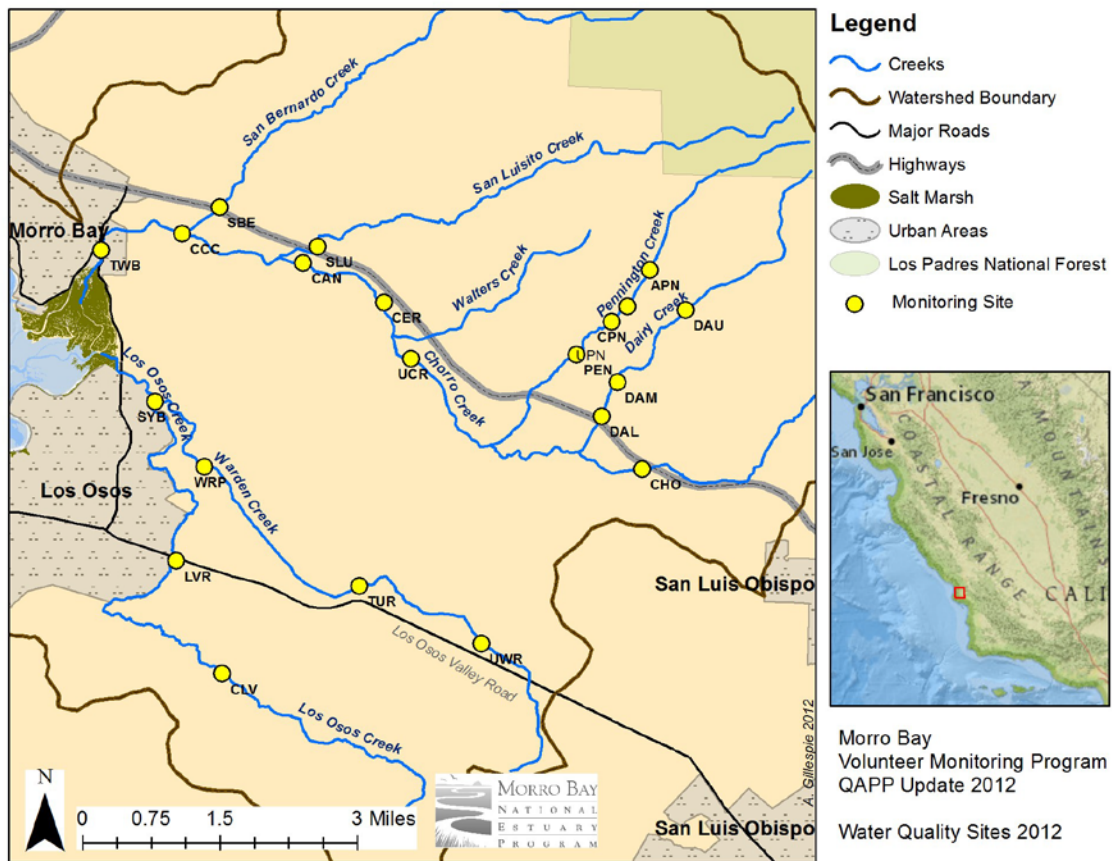 San Bernardo Creek
San Luisito Creek
Morro Bay
SBE
CCC
TWB
SLU
CAN
Walters Creek
Pennington Creek
APN
CER
CPN
Dairy Creek
DAU
Los Osos Creek
UCR
Chorro Creek
UPN
PEN
DAM
SYB
DAL
WRP
Warden Creek
CHO
Los Osos
LVR
San Luis Obispo
TUR
Los Osos Valley Road
UWR
CLV
Los Osos Creek
A. Gillespie 2012
N
0 0.75 1.5 3 Miles
MORRO BAY
NATIONAL
ESTUARY
PROGRAM
San Luis Obispo
Legend
Creeks
Watershed Boundary
Major Roads
Highways
Salt Marsh
Urban Areas
Los Padres National Forest
Monitoring Site
San Francisco
San Jose
COASTAL RANGE
A MOUNTAINS
Fresno
CALI
Morro Bay
Volunteer Monitoring Program
QAPP Update 2012
Water Quality Sites 2012